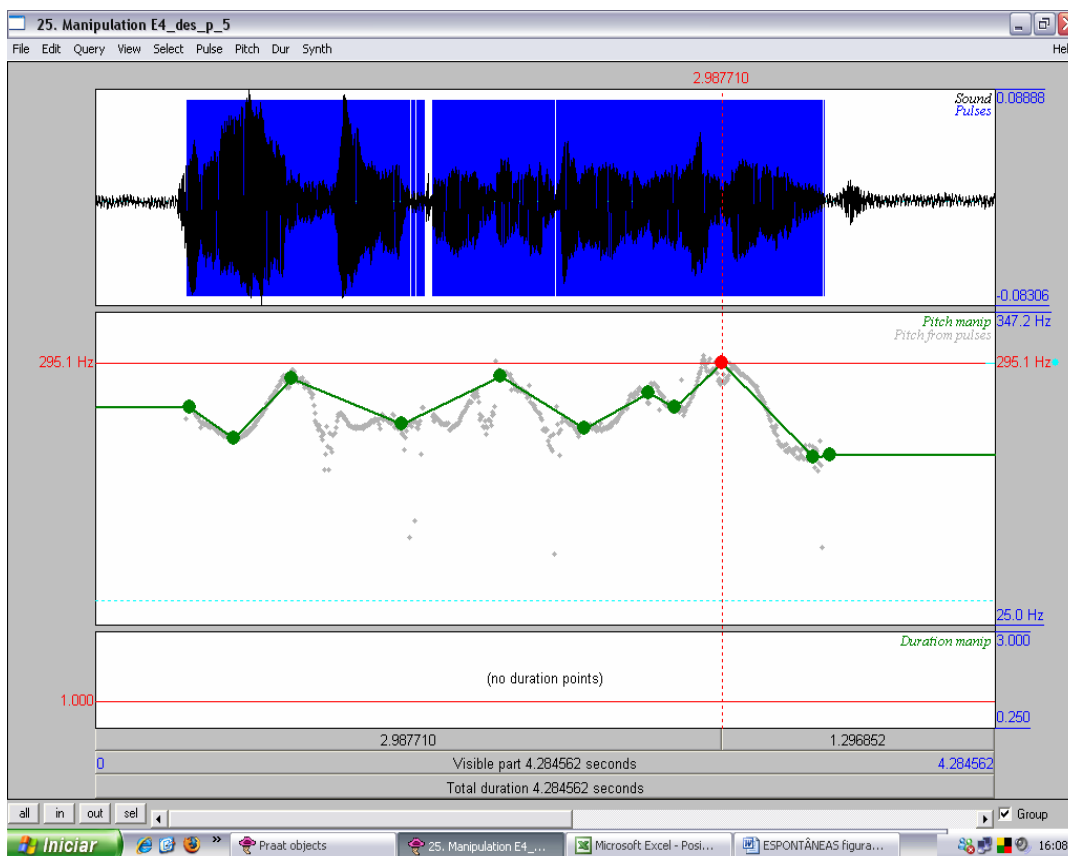 25. Manipulation E4_des_p_5
File Edit Query View Select Pulse Pitch Dur Synth
2.987710
Sound 0.08888
Pulses
-0.08306
Pitch manip 347.2 Hz
Pitch from pulses
295.1 Hz 295.1 Hz
25.0 Hz
Duration manip 3.000
(no duration points)
1.000
0.250
2.987710 1.296852
0 Visible part 4.284562 seconds 4.284562
Total duration 4.284562 seconds
all in out sel Group
Iniciar » Praat objects 25. Manipulation E4_... Microsoft Excel - Posi... ESPONTÂNEAS figura... 16:08